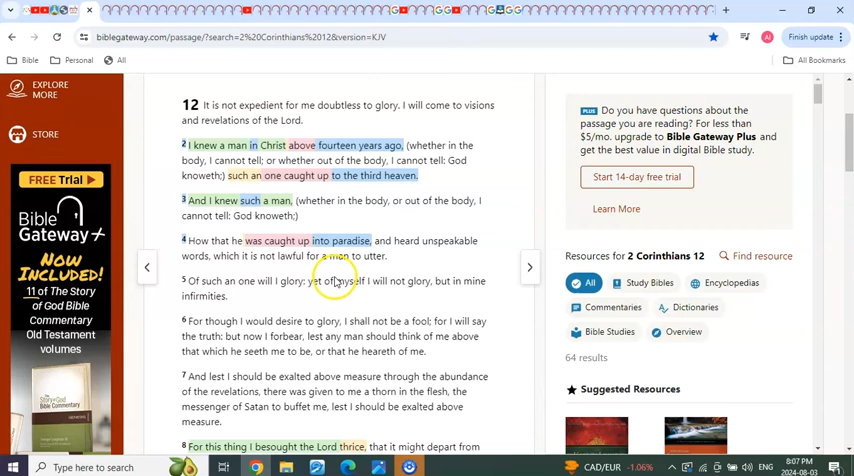 Finish update
biblegateway.com/passage/?search=2%20Corinthians%2012&version=KJV
AI
Bible
Personal
All
All Bookmarks
EXPLORE
MORE
STORE
FREE Trial
Bible
Gateway+
NOW
INCLUDED!
11 of The Story
of God Bible
Commentary
Old Testament
volumes
12 It is not expedient for me doubtless to glory. I will come to visions
and revelations of the Lord.
2 I knew a man in Christ above fourteen years ago, (whether in the
body, I cannot tell; or whether out of the body, I cannot tell: God
knoweth;) such an one caught up to the third heaven.
3 And I knew such a man, (whether in the body, or out of the body, I
cannot tell: God knoweth;)
4 How that he was caught up into paradise, and heard unspeakable
words, which it is not lawful for a man to utter.
5 Of such an one will I glory: yet of myself I will not glory, but in mine
infirmities.
6 For though I would desire to glory, I shall not be a fool; for I will say
the truth: but now I forbear, lest any man should think of me above
that which he seeth me to be, or that he heareth of me.
7 And lest I should be exalted above measure through the abundance
of the revelations, there was given to me a thorn in the flesh, the
messenger of Satan to buffet me, lest I should be exalted above
measure.
8 For this thing I besought the Lord thrice, that it might depart from
PLUS Do you have questions about the
passage you are reading? For less than
$5/mo. upgrade to Bible Gateway Plus and
get the best value in digital Bible study.
Start 14-day free trial
Learn More
Resources for 2 Corinthians 12
Find resource
All
Study Bibles
Encyclopedias
Commentaries
Dictionaries
Bible Studies
Overview
64 results
Suggested Resources
Type here to search
CAD/EUR -1.06%
ENG
8:07 PM
2024-08-03